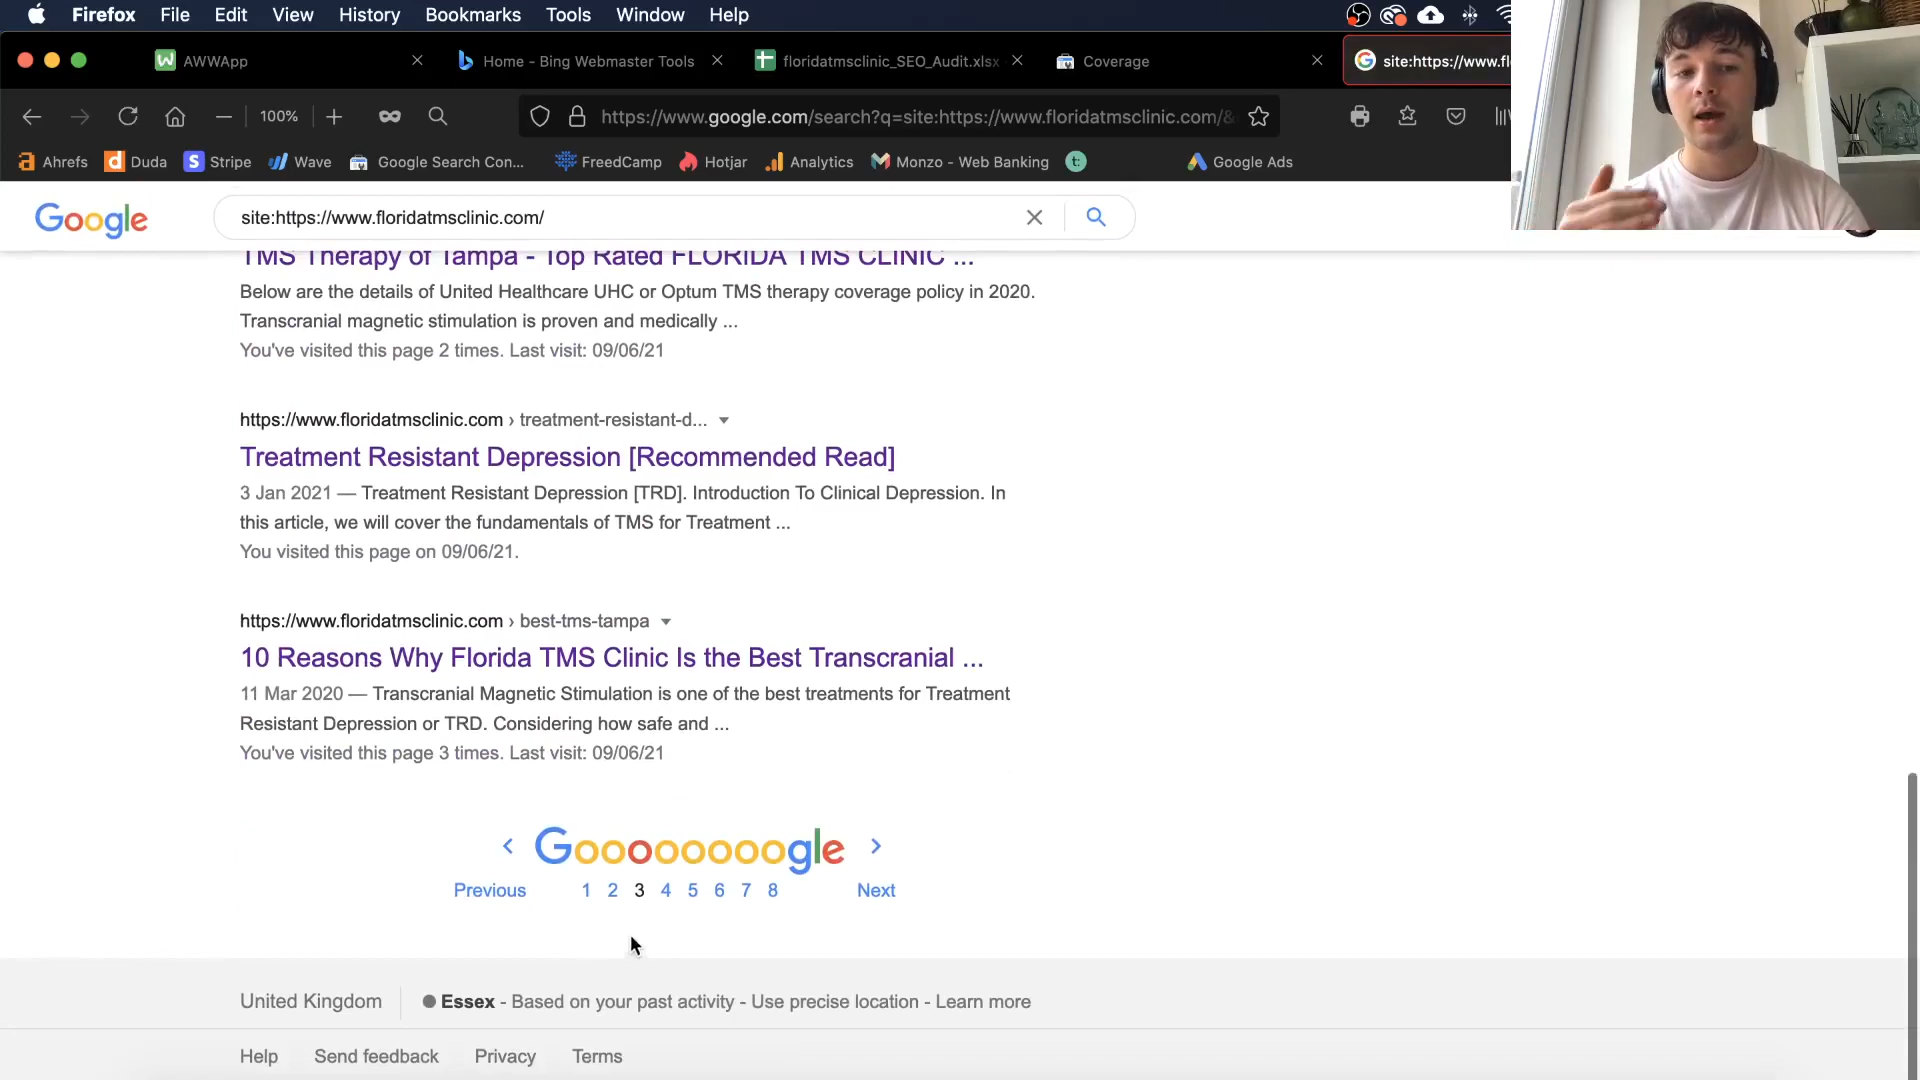 Firefox File Edit View History Bookmarks Tools Window Help
AWWApp
Home - Bing Webmaster Tools
floridatmsclinic_SEO_Audit.xlsx
Coverage
site:https://www.fl
100%
https://www.google.com/search?q=site:https://www.floridatmsclinic.com/&
Ahrefs Duda Stripe Wave Google Search Con... FreedCamp Hotjar Analytics Monzo - Web Banking t: Google Ads
Google
site:https://www.floridatmsclinic.com/
TMS Therapy of Tampa - Top Rated FLORIDA TMS CLINIC ...
Below are the details of United Healthcare UHC or Optum TMS therapy coverage policy in 2020.
Transcranial magnetic stimulation is proven and medically ...
You've visited this page 2 times. Last visit: 09/06/21
https://www.floridatmsclinic.com › treatment-resistant-d...
Treatment Resistant Depression [Recommended Read]
3 Jan 2021 — Treatment Resistant Depression [TRD]. Introduction To Clinical Depression. In
this article, we will cover the fundamentals of TMS for Treatment ...
You visited this page on 09/06/21.
https://www.floridatmsclinic.com › best-tms-tampa
10 Reasons Why Florida TMS Clinic Is the Best Transcranial ...
11 Mar 2020 — Transcranial Magnetic Stimulation is one of the best treatments for Treatment
Resistant Depression or TRD. Considering how safe and ...
You've visited this page 3 times. Last visit: 09/06/21
< Goooooooogle >
Previous 1 2 3 4 5 6 7 8 Next
United Kingdom
Essex - Based on your past activity - Use precise location - Learn more
Help Send feedback Privacy Terms